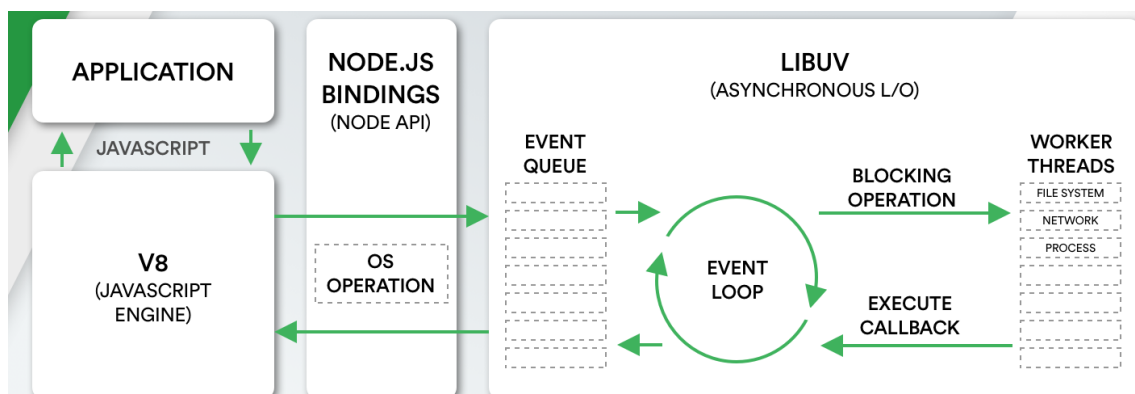 APPLICATION
JAVASCRIPT
V8
(JAVASCRIPT
ENGINE)
NODE.JS
BINDINGS
(NODE API)
OS
OPERATION
LIBUV
(ASYNCHRONOUS L/O)
EVENT
QUEUE
EVENT
LOOP
BLOCKING
OPERATION
EXECUTE
CALLBACK
WORKER
THREADS
FILE SYSTEM
NETWORK
PROCESS